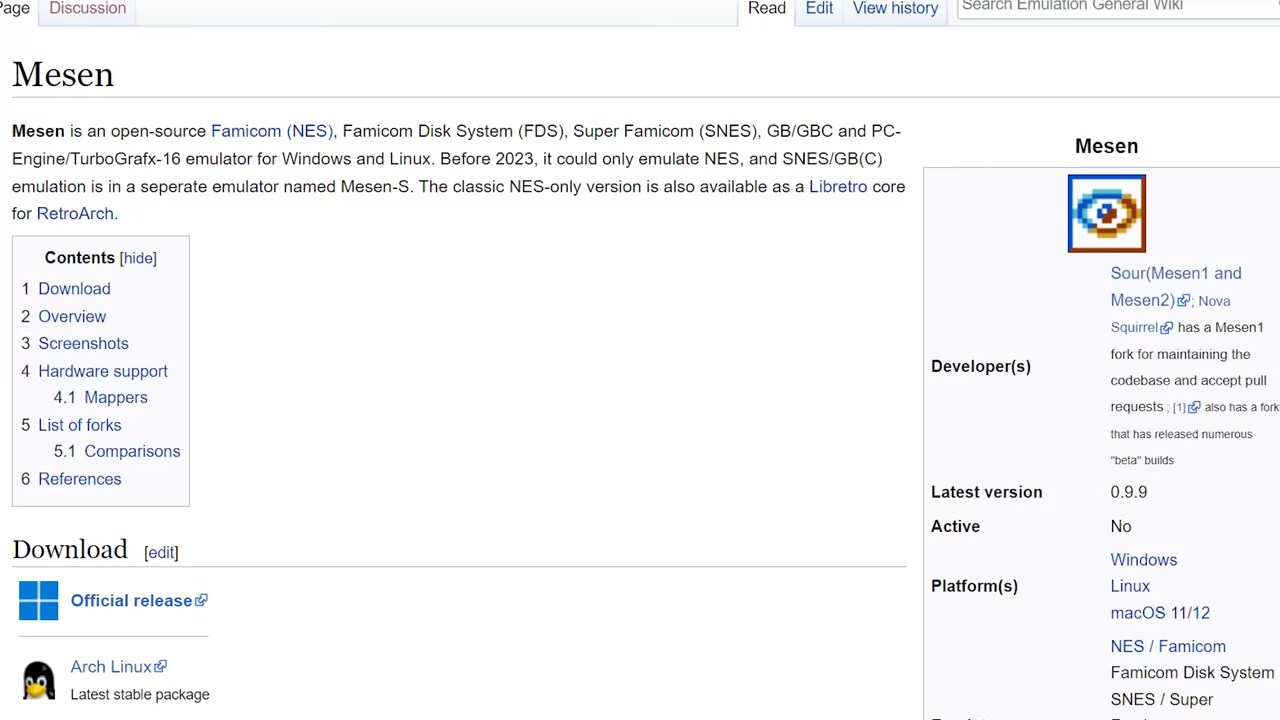 Page
Discussion
Read
Edit
View history
Search Emulation General Wiki
Mesen
Mesen is an open-source Famicom (NES), Famicom Disk System (FDS), Super Famicom (SNES), GB/GBC and PC-
Engine/TurboGrafx-16 emulator for Windows and Linux. Before 2023, it could only emulate NES, and SNES/GB(C)
emulation is in a seperate emulator named Mesen-S. The classic NES-only version is also available as a Libretro core
for RetroArch.
Contents [hide]
1 Download
2 Overview
3 Screenshots
4 Hardware support
4.1 Mappers
5 List of forks
5.1 Comparisons
6 References
Download [edit]
Official release
Arch Linux
Latest stable package
Mesen
Developer(s)
Sour(Mesen1 and
Mesen2); Nova
Squirrel has a Mesen1
fork for maintaining the
codebase and accept pull
requests ; [1] also has a fork
that has released numerous
"beta" builds
Latest version 0.9.9
Active No
Platform(s)
Windows
Linux
macOS 11/12
NES / Famicom
Famicom Disk System
SNES / Super